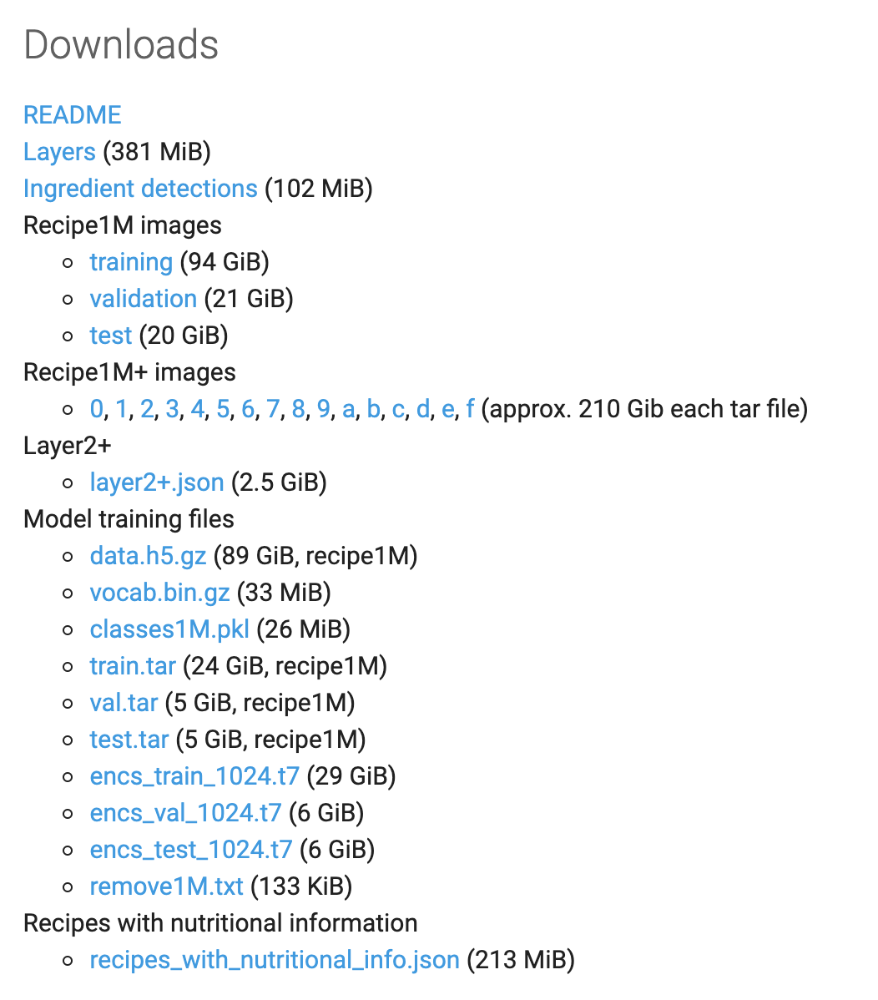 Downloads
README
Layers (381 MiB)
Ingredient detections (102 MiB)
Recipe1M images
training (94 GiB)
validation (21 GiB)
test (20 GiB)
Recipe1M+ images
0, 1, 2, 3, 4, 5, 6, 7, 8, 9, a, b, c, d, e, f (approx. 210 Gib each tar file)
Layer2+
layer2+.json (2.5 GiB)
Model training files
data.h5.gz (89 GiB, recipe1M)
vocab.bin.gz (33 MiB)
classes1M.pkl (26 MiB)
train.tar (24 GiB, recipe1M)
val.tar (5 GiB, recipe1M)
test.tar (5 GiB, recipe1M)
encs_train_1024.t7 (29 GiB)
encs_val_1024.t7 (6 GiB)
encs_test_1024.t7 (6 GiB)
remove1M.txt (133 KiB)
Recipes with nutritional information
recipes_with_nutritional_info.json (213 MiB)